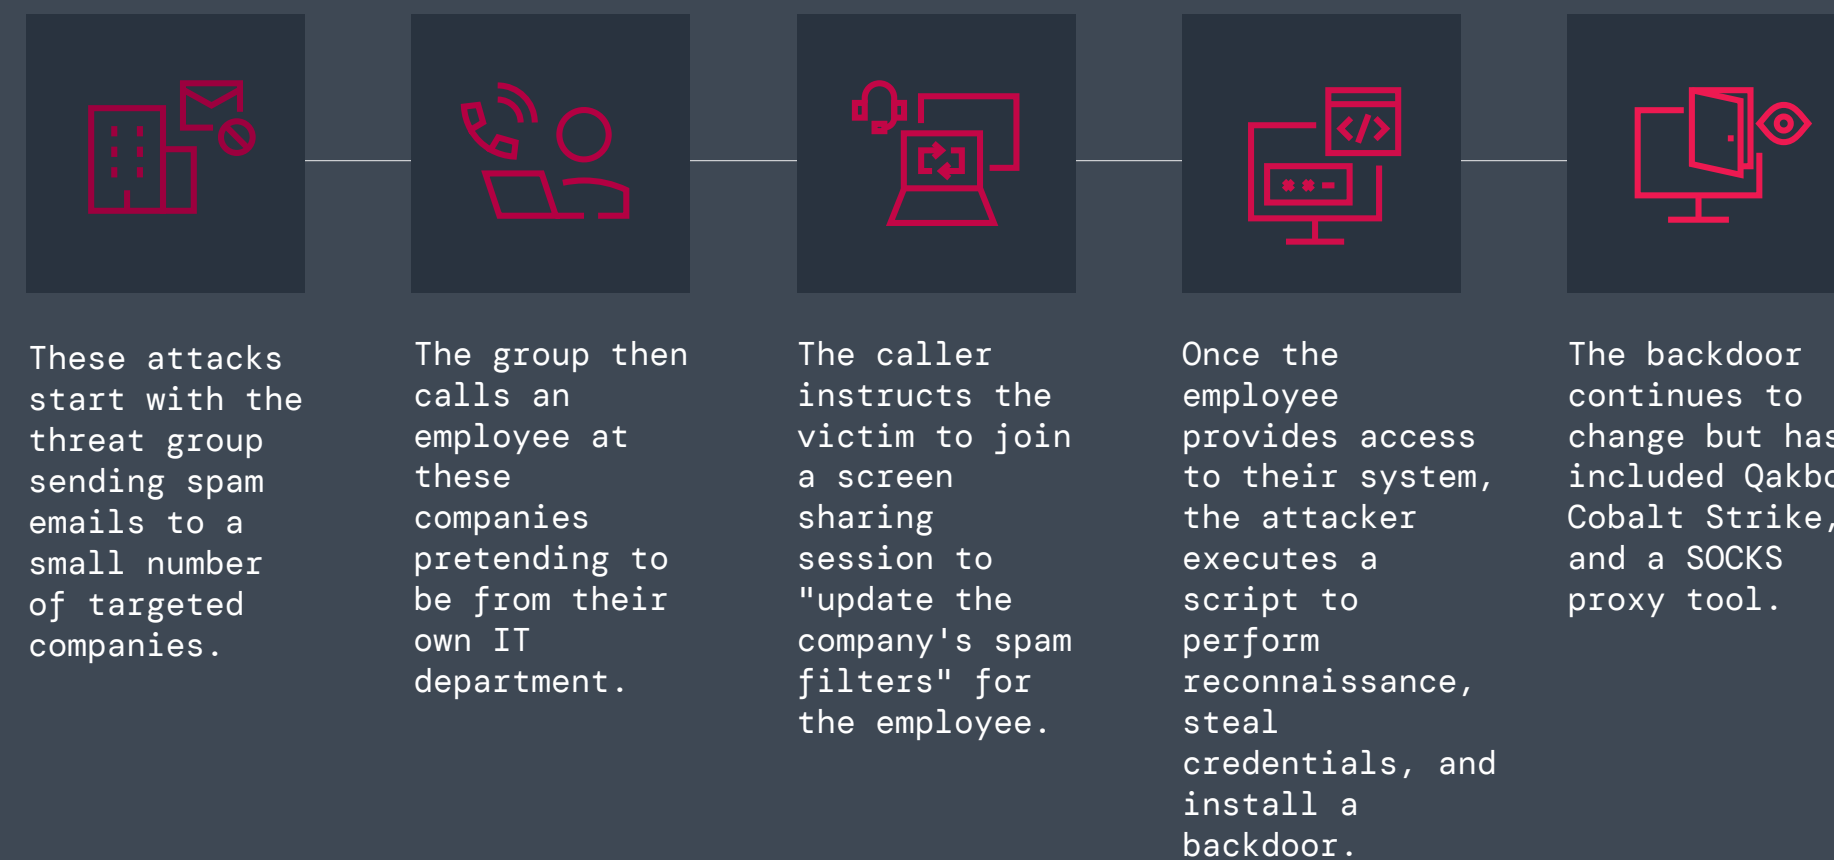 These attacks
start with the
threat group
sending spam
emails to a
small number
of targeted
companies.
The group then
calls an
employee at
these
companies
pretending to
be from their
own IT
department.
The caller
instructs the
victim to join
a screen
sharing
session to
"update the
company's spam
filters" for
the employee.
Once the
employee
provides access
to their system,
the attacker
executes a
script to
perform
reconnaissance,
steal
credentials, and
install a
backdoor.
The backdoor
continues to
change but has
included
Cobalt Strike,
and a SOCKS
proxy tool.